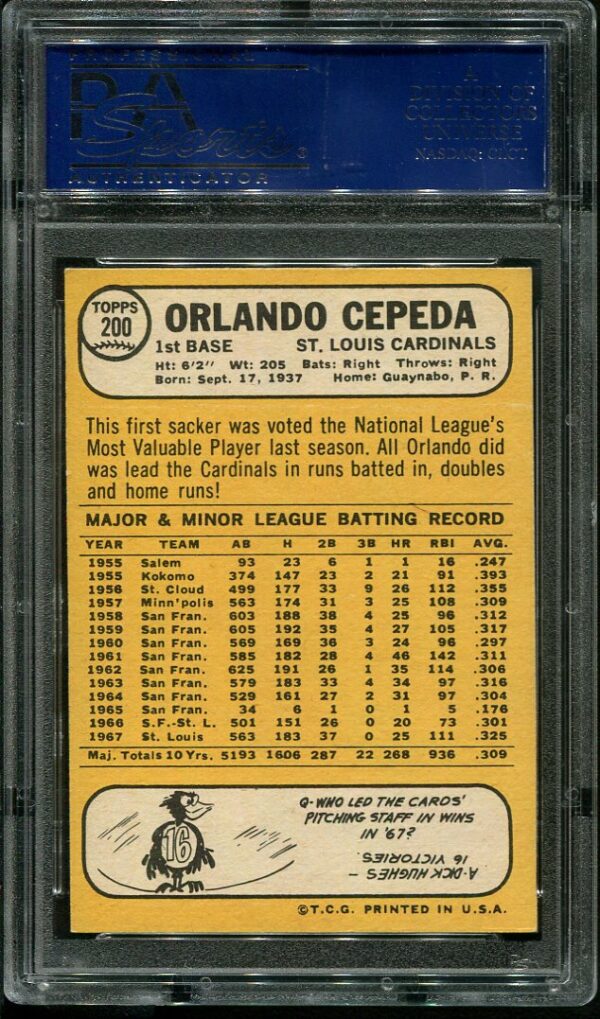 PROFESSIONAL
PSA
Sports ®
AUTHENTICATOR
A
DIVISION OF
COLLECTORS
UNIVERSE
NASDAQ: CLCT
TOPPS
200
ORLANDO CEPEDA
1st BASE ST. LOUIS CARDINALS
Ht: 6'2" Wt: 205 Bats: Right Throws: Right
Born: Sept. 17, 1937 Home: Guaynabo, P. R.
This first sacker was voted the National League's
Most Valuable Player last season. All Orlando did
was lead the Cardinals in runs batted in, doubles
and home runs!
MAJOR & MINOR LEAGUE BATTING RECORD
YEAR TEAM AB H 2B 3B HR RBI AVG.
1955 Salem 93 23 6 1 1 16 .247
1955 Kokomo 374 147 23 2 21 91 .393
1956 St. Cloud 499 177 33 9 26 112 .355
1957 Minn'polis 563 174 31 3 25 108 .309
1958 San Fran. 603 188 38 4 25 96 .312
1959 San Fran. 605 192 35 4 27 105 .317
1960 San Fran. 569 169 36 3 24 96 .297
1961 San Fran. 585 182 28 4 46 142 .311
1962 San Fran. 625 191 26 1 35 114 .306
1963 San Fran. 579 183 33 4 34 97 .316
1964 San Fran. 529 161 27 2 31 97 .304
1965 San Fran. 34 6 1 0 1 5 .176
1966 S.F.-St. L. 501 151 26 0 20 73 .301
1967 St. Louis 563 183 37 0 25 111 .325
Maj. Totals 10 Yrs. 5193 1606 287 22 268 936 .309
16
Q-WHO LED THE CARDS'
PITCHING STAFF IN WINS
IN '67?
A-DICK HUGHES –
16 VICTORIES.
©T.C.G. PRINTED IN U.S.A.